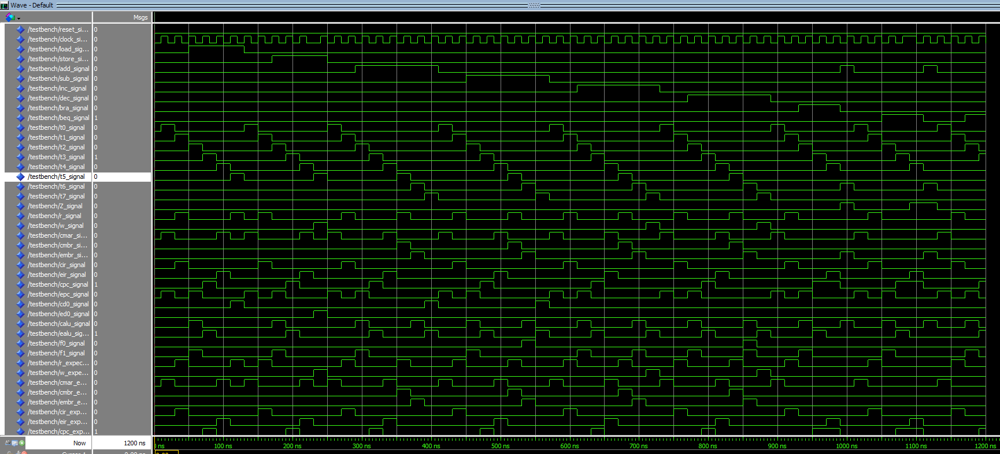 Wave - Default
Msgs
/testbench/reset_si... 0
/testbench/clock_si... 0
/testbench/load_sig... 0
/testbench/store_si... 0
/testbench/add_signal 0
/testbench/sub_signal 0
/testbench/inc_signal 0
/testbench/dec_signal 0
/testbench/bra_signal 0
/testbench/beq_signal 1
/testbench/t0_signal 0
/testbench/t1_signal 0
/testbench/t2_signal 0
/testbench/t3_signal 1
/testbench/t4_signal 0
/testbench/t5_signal 0
/testbench/t6_signal 0
/testbench/t7_signal 0
/testbench/Z_signal 0
/testbench/r_signal 0
/testbench/w_signal 0
/testbench/cmar_si... 0
/testbench/cmbr_si... 0
/testbench/embr_si... 0
/testbench/cir_signal 0
/testbench/eir_signal 0
/testbench/cpc_signal 1
/testbench/epc_signal 0
/testbench/cd0_signal 0
/testbench/ed0_signal 0
/testbench/calu_signal 0
/testbench/ealu_sig... 1
/testbench/f0_signal 0
/testbench/f1_signal 0
/testbench/r_expec... 0
/testbench/w_expe... 0
/testbench/cmar_e... 0
/testbench/cmbr_e... 0
/testbench/embr_e... 0
/testbench/cir_exp... 0
/testbench/eir_exp... 0
/testbench/cpc_exp... 1
Now 1200 ns
ns 100 ns 200 ns 300 ns 400 ns 500 ns 600 ns 700 ns 800 ns 900 ns 1000 ns 1100 ns 1200 ns